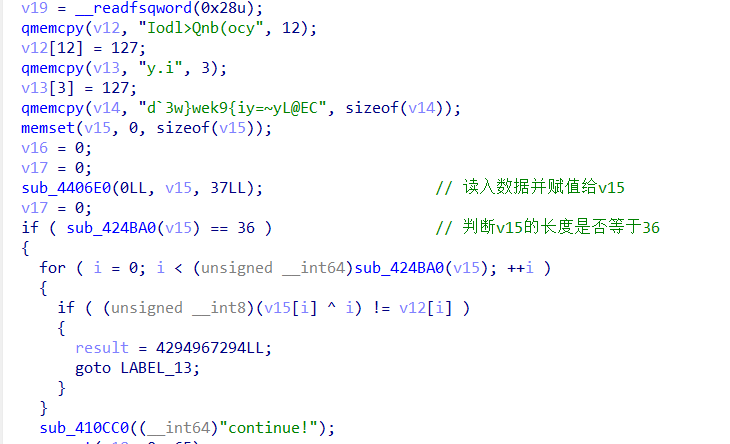 v19 = __readfsqword(0x28u);
qmemcpy(v12, "Iodl>Qnb(ocy", 12);
v12[12] = 127;
qmemcpy(v13, "y.i", 3);
v13[3] = 127;
qmemcpy(v14, "d`3w}wek9{iy=~yL@EC", sizeof(v14));
memset(v15, 0, sizeof(v15));
v16 = 0;
v17 = 0;
sub_4406E0(0LL, v15, 37LL); // 读入数据并赋值给v15
v17 = 0;
if ( sub_424BA0(v15) == 36 ) // 判断v15的长度是否等于36
{
for ( i = 0; i < (unsigned __int64)sub_424BA0(v15); ++i )
{
if ( (unsigned __int8)(v15[i] ^ i) != v12[i] )
{
result = 4294967294LL;
goto LABEL_13;
}
}
sub_410CC0((__int64)"continue!");